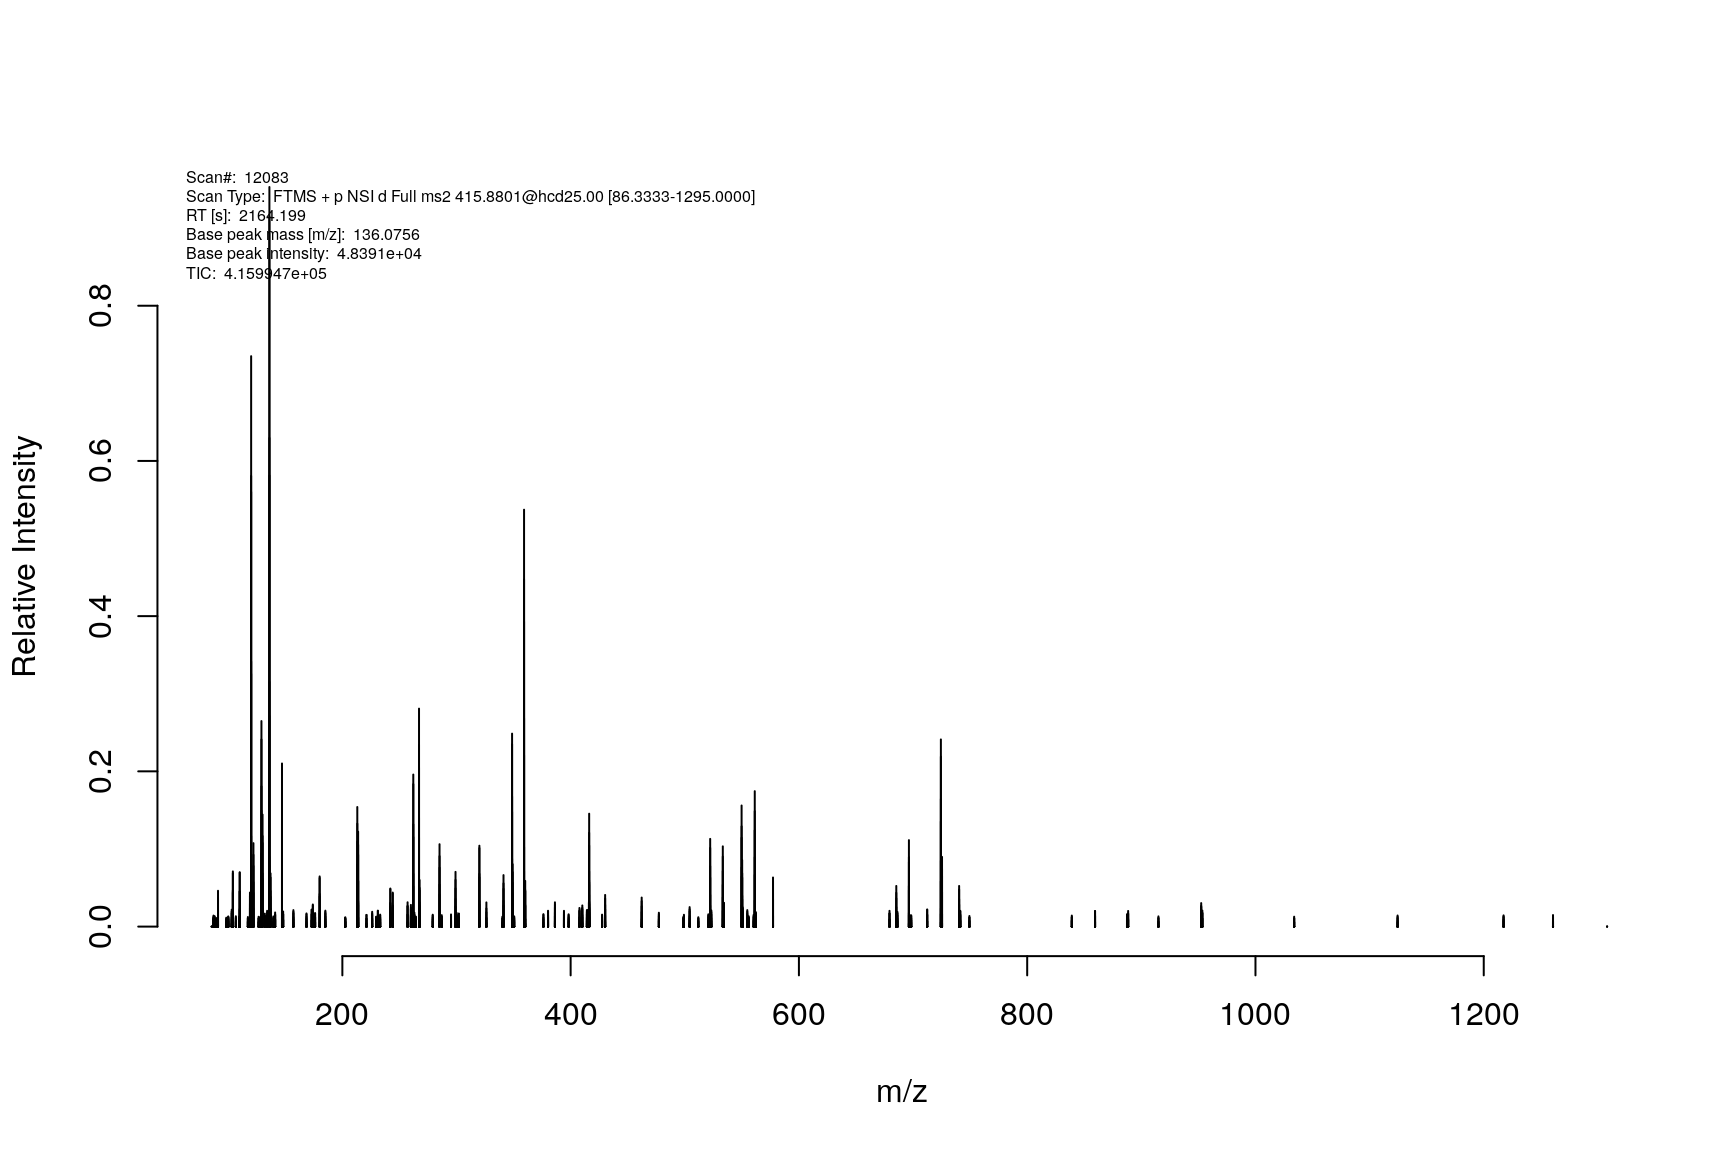 Scan#: 12083
Scan Type: FTMS + p NSI d Full ms2 415.8801@hcd25.00 [86.3333-1295.0000]
RT [s]: 2164.199
Base peak mass [m/z]: 136.0756
Base peak intensity: 4.8391e+04
TIC: 4.159947e+05
0.8
0.6
0.4
0.2
0.0
Relative Intensity
200 400 600 800 1000 1200
m/z